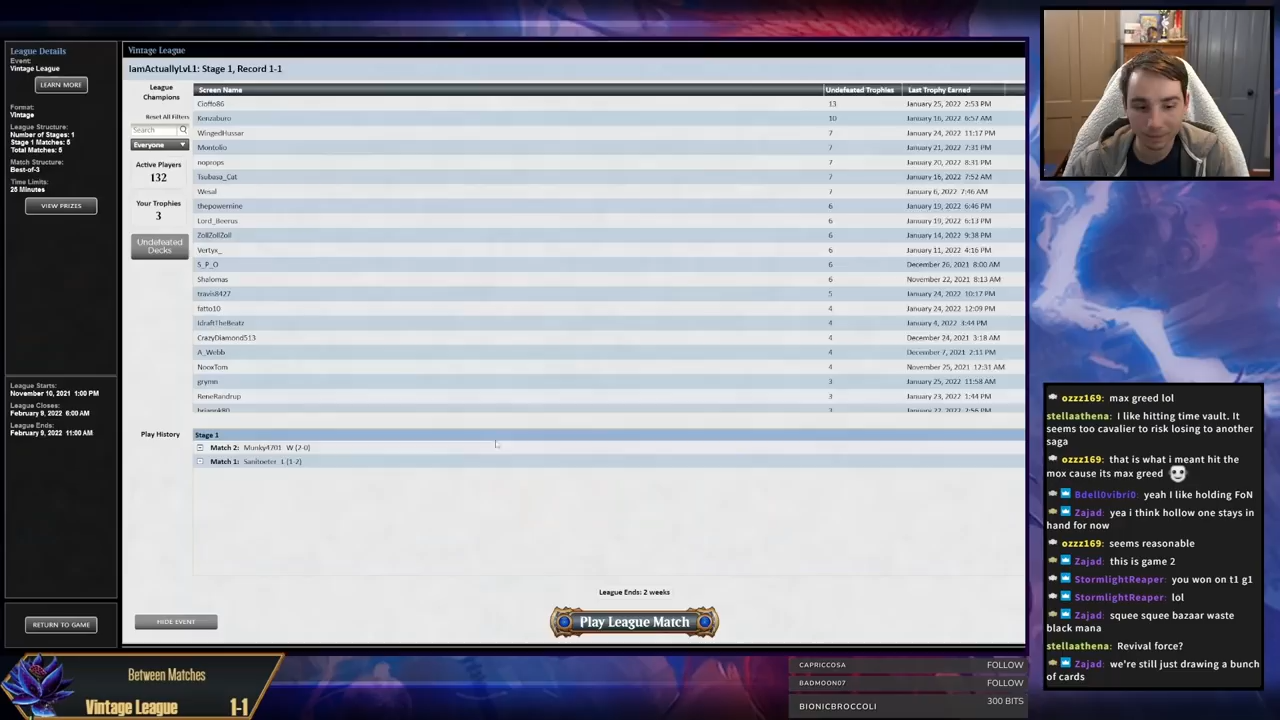 League Details
Event:
Vintage League
LEARN MORE
Format:
Vintage
League Structure:
Number of Stages: 1
Stage 1 Matches: 5
Total Matches: 5
Match Structure:
Best-of-3
Time Limits:
25 Minutes
VIEW PRIZES
League Starts:
November 10, 2021 1:00 PM
League Closes:
February 9, 2022 6:00 AM
League Ends:
February 9, 2022 11:00 AM
RETURN TO GAME
Vintage League
IamActuallyLvL1: Stage 1, Record 1-1
League
Champions
Reset All Filters
Search
Everyone
Active Players
132
Your Trophies
3
Undefeated
Decks
Screen Name Undefeated Trophies Last Trophy Earned
Cioffo86 13 January 25, 2022 2:53 PM
Kenzaburo 10 January 16, 2022 6:57 AM
WingedHussar 7 January 24, 2022 11:17 PM
Montolio 7 January 21, 2022 7:31 PM
noprops 7 January 20, 2022 8:31 PM
Tsubasa_Cat 7 January 16, 2022 7:52 AM
Wesal 7 January 6, 2022 7:46 AM
thepowernine 6 January 19, 2022 6:46 PM
Lord_Beerus 6 January 19, 2022 6:13 PM
ZollZollZoll 6 January 14, 2022 9:38 PM
Vertyx_ 6 January 11, 2022 4:16 PM
S_P_O 6 December 26, 2021 8:00 AM
Shalomas 6 November 22, 2021 8:13 AM
travis8427 5 January 24, 2022 10:17 PM
fatto10 4 January 24, 2022 12:09 PM
IdraftTheBeatz 4 January 4, 2022 3:44 PM
CrazyDiamond513 4 December 24, 2021 3:18 AM
A_Webb 4 December 7, 2021 2:11 PM
NooxTom 4 November 25, 2021 12:31 AM
grymn 3 January 25, 2022 11:58 AM
ReneRandrup 3 January 23, 2022 1:44 PM
Play History
Stage 1
Match 2: Munky4701 W (2-0)
Match 1: Sanitoeter L (1-2)
League Ends: 2 weeks
HIDE EVENT
Play League Match
Between Matches
Vintage League 1-1
CAPRICCOSA FOLLOW
BADMOON07 FOLLOW
BIONICBROCCOLI 300 BITS
ozzz169: max greed lol
stellaathena: I like hitting time vault. It
seems too cavalier to risk losing to another
saga
ozzz169: that is what i meant hit the
mox cause its max greed
Bdell0vibri0: yeah I like holding FoN
Zajad: yea i think hollow one stays in
hand for now
ozzz169: seems reasonable
Zajad: this is game 2
StormlightReaper: you won on t1 g1
StormlightReaper: lol
Zajad: squee squee bazaar waste
black mana
stellaathena: Revival force?
Zajad: we're still just drawing a bunch
of cards